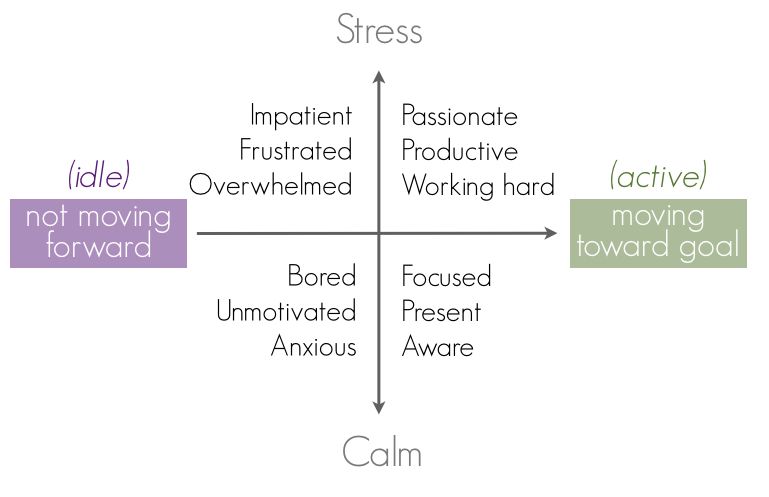 Stress
Impatient
Frustrated
Overwhelmed
Passionate
Productive
Working hard
(idle)
not moving
forward
(active)
moving
toward goal
Bored
Unmotivated
Anxious
Focused
Present
Aware
Calm